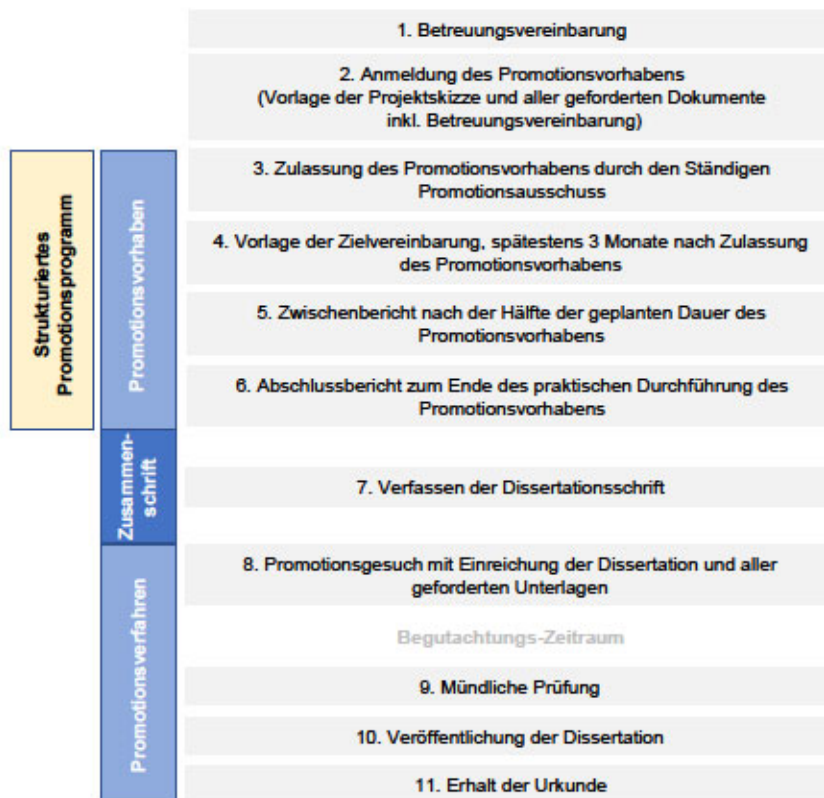 1. Betreuungsvereinbarung
2. Anmeldung des Promotionsvorhabens
(Vorlage der Projektskizze und aller geforderten Dokumente
inkl. Betreuungsvereinbarung)
Strukturiertes
Promotionsprogramm
Promotionsvorhaben
3. Zulassung des Promotionsvorhabens durch den Ständigen
Promotionsausschuss
4. Vorlage der Zielvereinbarung, spätestens 3 Monate nach Zulassung
des Promotionsvorhabens
5. Zwischenbericht nach der Hälfte der geplanten Dauer des
Promotionsvorhabens
6. Abschlussbericht zum Ende des praktischen Durchführung des
Promotionsvorhabens
Zusammen-
schrift
7. Verfassen der Dissertationsschrift
Promotionsverfahren
8. Promotionsgesuch mit Einreichung der Dissertation und aller
geforderten Unterlagen
Begutachtungs-Zeitraum
9. Mündliche Prüfung
10. Veröffentlichung der Dissertation
11. Erhalt der Urkunde